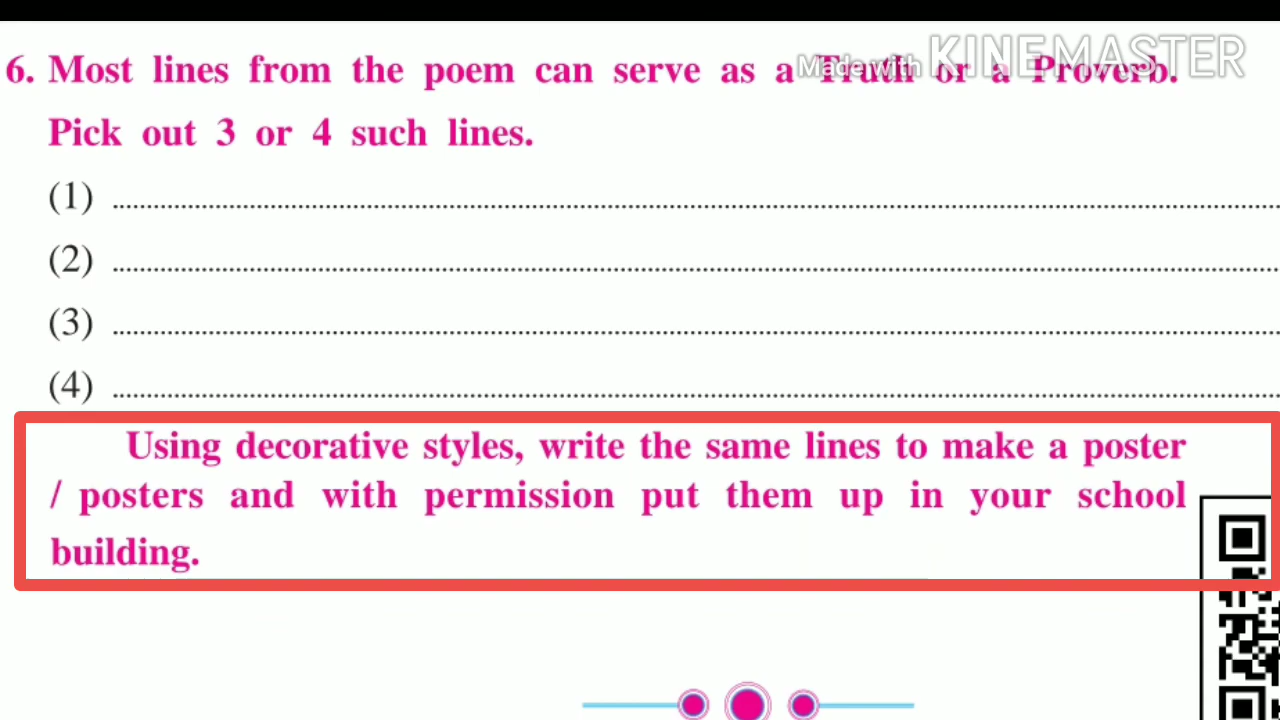 Made with KINEMASTER
6. Most lines from the poem can serve as a Truth or a Proverb.
Pick out 3 or 4 such lines.
(1) ........................................................................................................
(2) ........................................................................................................
(3) ........................................................................................................
(4) ........................................................................................................
Using decorative styles, write the same lines to make a poster
/ posters and with permission put them up in your school
building.